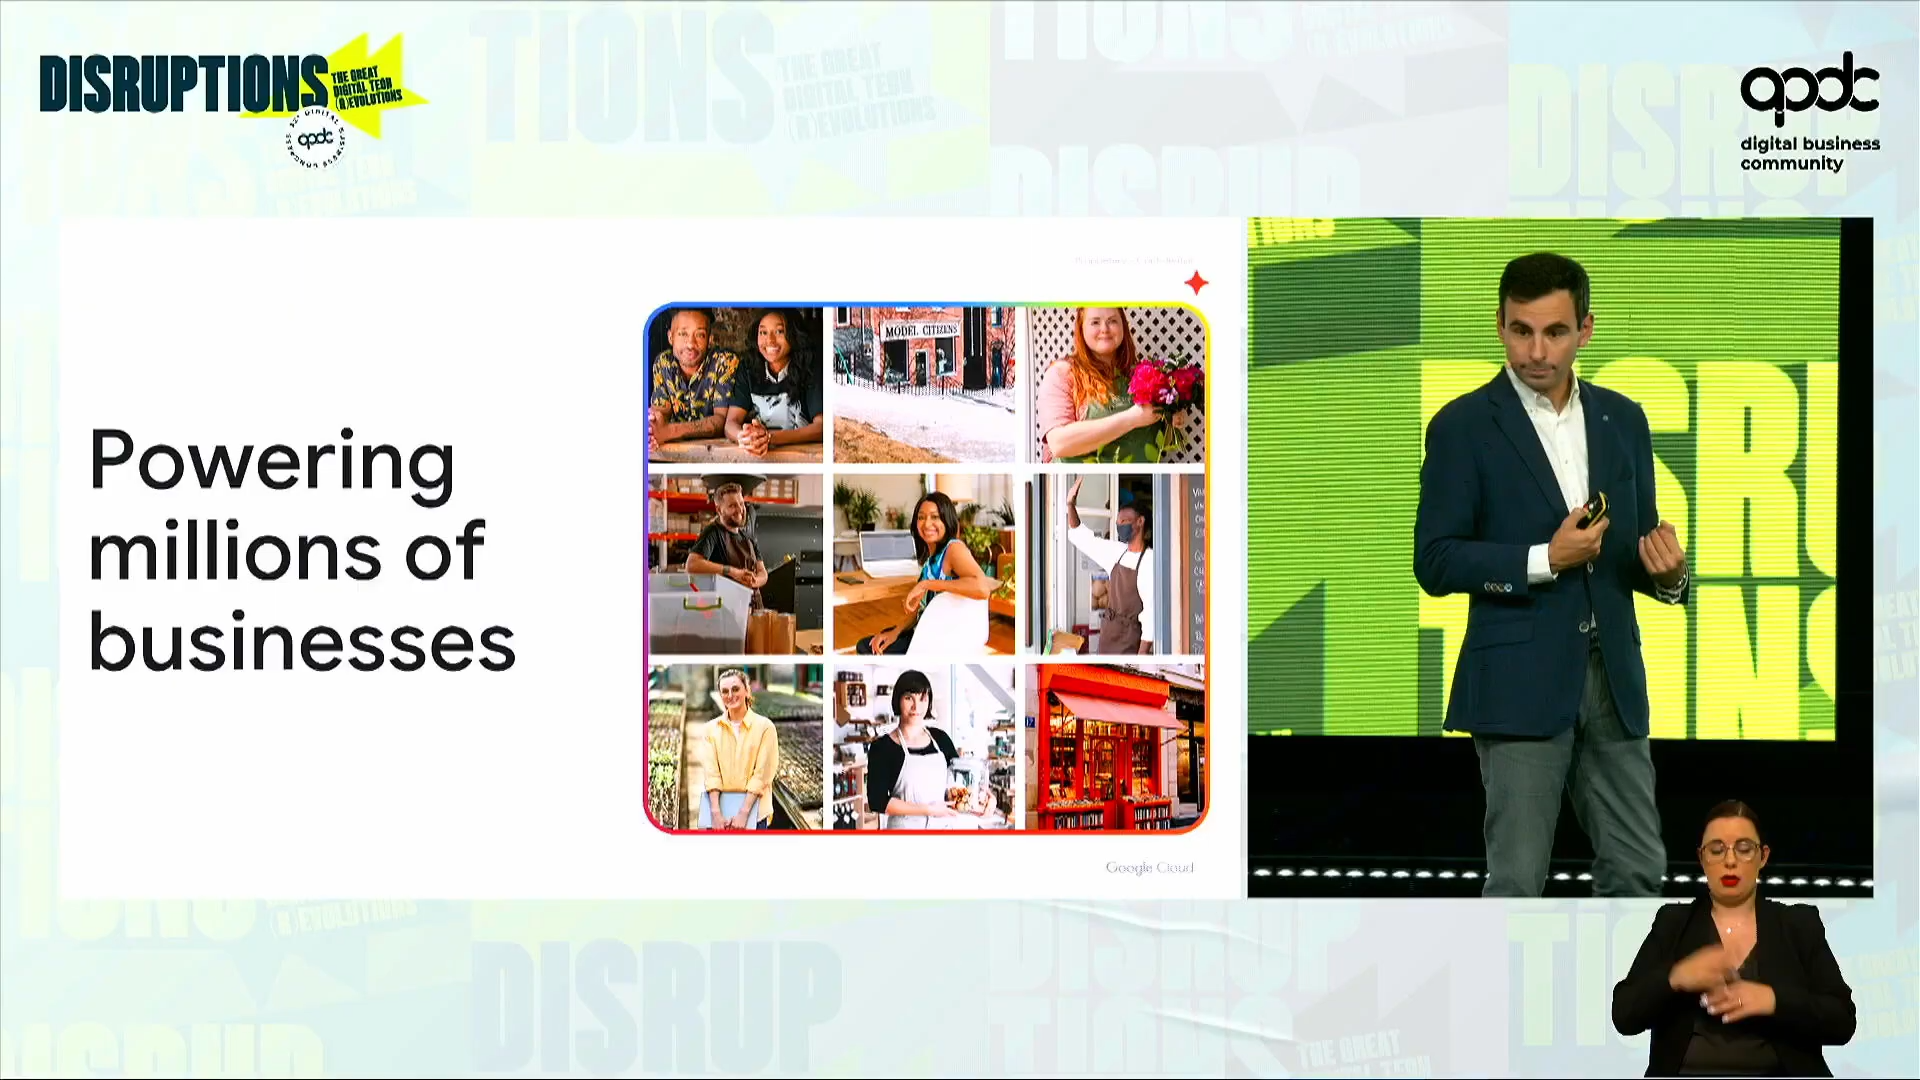 DISRUPTIONS
THE GREAT
DIGITAL TECH
(R)EVOLUTIONS
apdc
apdc
digital business
community
Powering
millions of
businesses
MODEL CITIZENS
Google Cloud